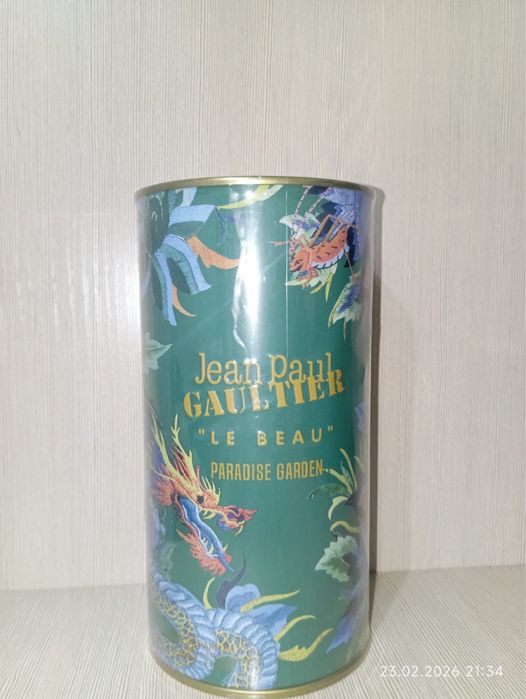 Jean Paul
GAULTIER
"LE BEAU"
PARADISE GARDEN
23.02.2026 21:34